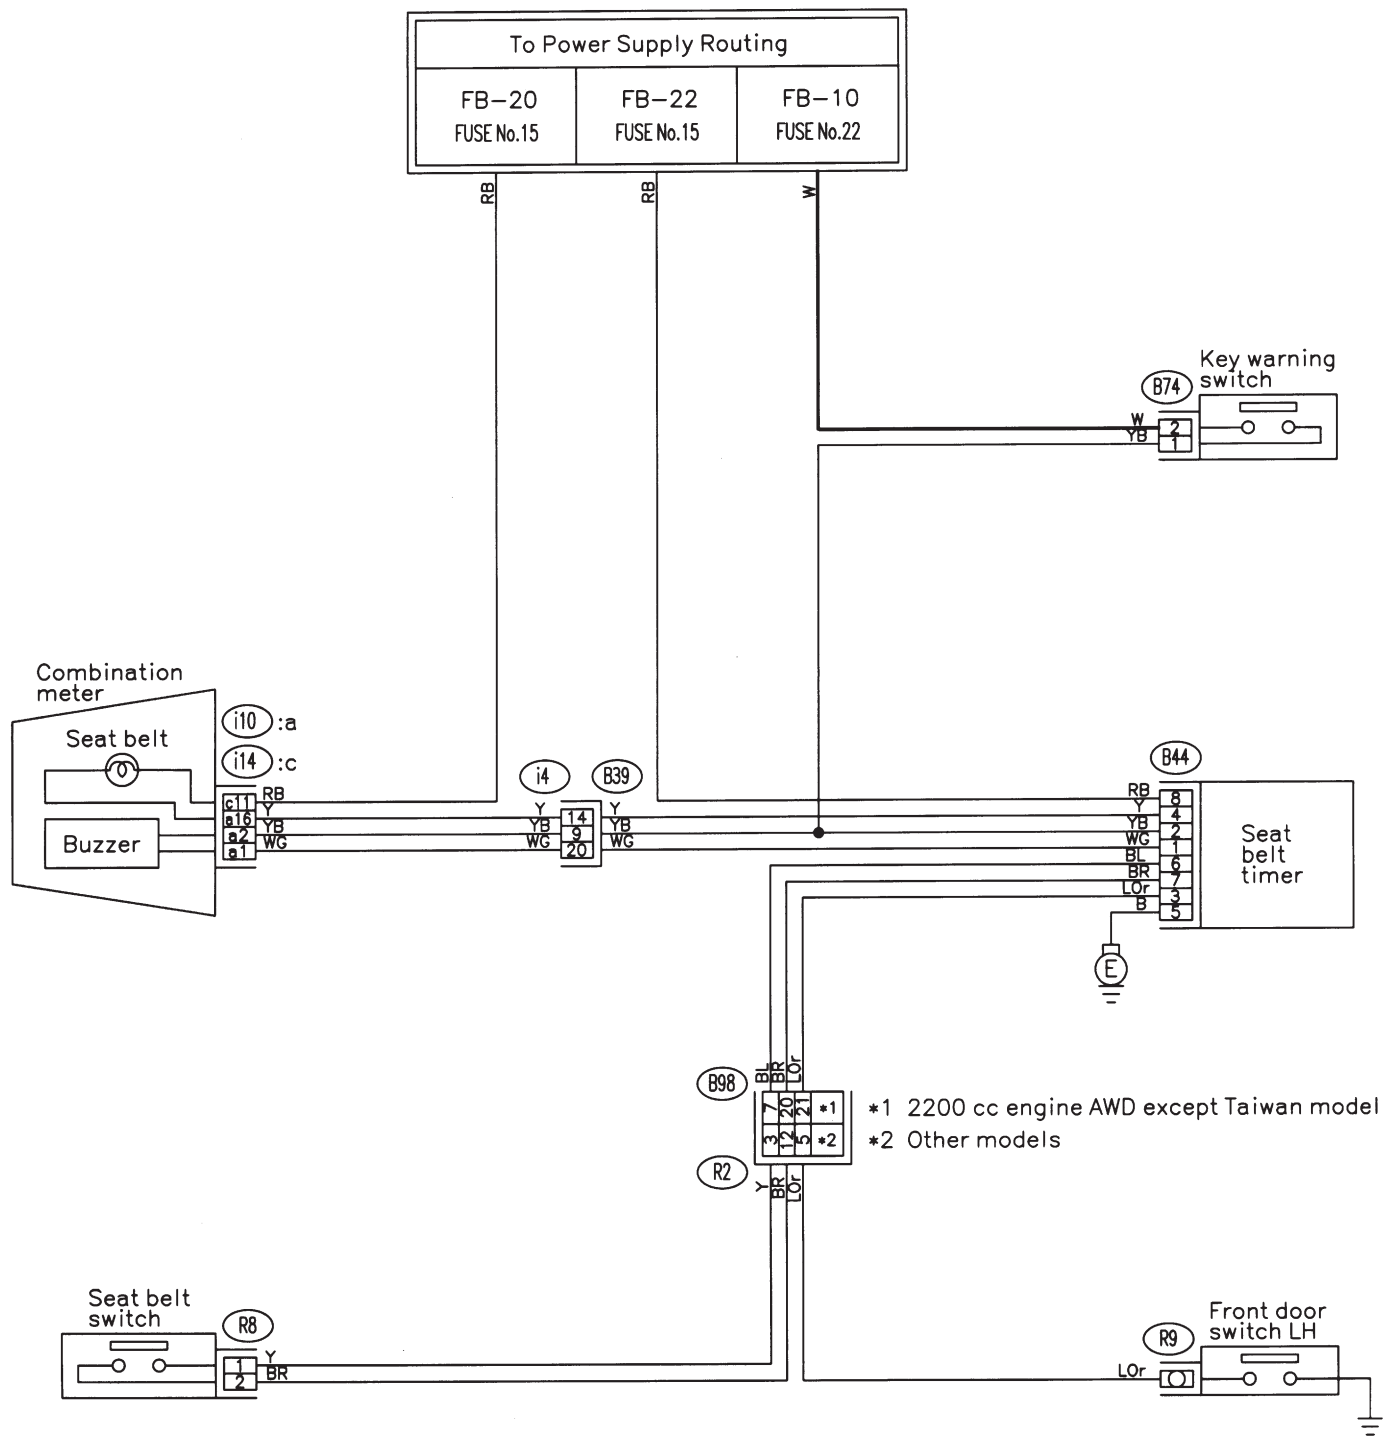 To Power Supply Routing
FB-20
FUSE No.15
FB-22
FUSE No.15
FB-10
FUSE No.22
RB
RB
W
Key warning
switch
B74
W
YB
2
1
Combination
meter
i10 :a
Seat belt
i14 :c
Buzzer
c11
a16
a2
a1
RB
Y
YB
WG
i4
B39
Y
YB
WG
14
9
20
Y
YB
WG
B44
RB
Y
YB
WG
BL
BR
LOr
B
8
4
2
1
6
7
3
5
Seat
belt
timer
E
BL
BR
LOr
B98
7 20 21 *1
3 12 5 *2
*1 2200 cc engine AWD except Taiwan model
*2 Other models
R2
Y
BR
LOr
Seat belt
switch
R8
1
2
Y
BR
Front door
switch LH
R9
LOr